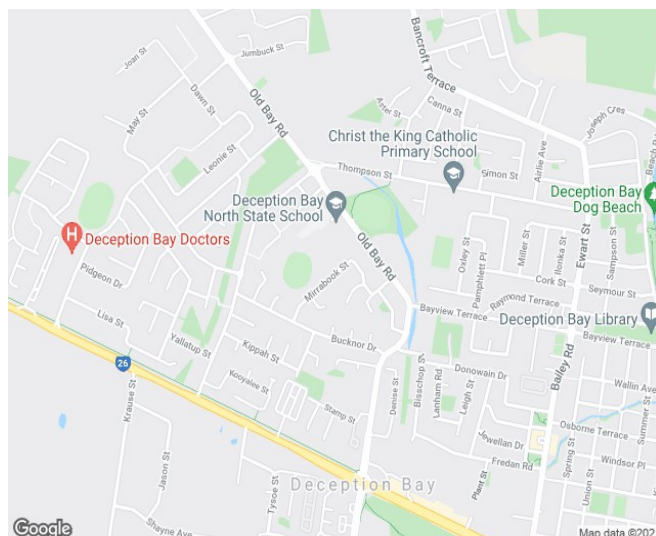 Joan St
Jumbuck St
Bancroft Terrace
Old Bay Rd
Dawn St
May St
Aster St
Canna St
Joseph Cres
Beach R
Leonie St
Christ the King Catholic
Primary School
Thompson St
Simon St
Airlie Ave
Deception Bay
North State School
Deception Bay
Dog Beach
H
Deception Bay Doctors
Old Bay Rd
Ewart St
Sampson St
Pidgeon Dr
Mirrabook St
Oxley St
Pamphlett Pl
Miller St
Ilonka St
Cork St
Seymour St
Raymond Terrace
Lisa St
Bayview Terrace
Deception Bay Library
Yallatup St
Kippah St
Bucknor Dr
Bayview Terrace
26
Krause St
Kooyalee St
Denise St
Bisschop St
Lanham Rd
Donowain Dr
Leigh St
Bailey Rd
Wallin Ave
Summer St
Stamp St
Osborne Terrace
Jewellan Dr
Fredan Rd
Spring St
Windsor Pl
Jason St
Tysoe St
Deception Bay
Plant St
Union St
Shayne Ave
Google
Map data ©202